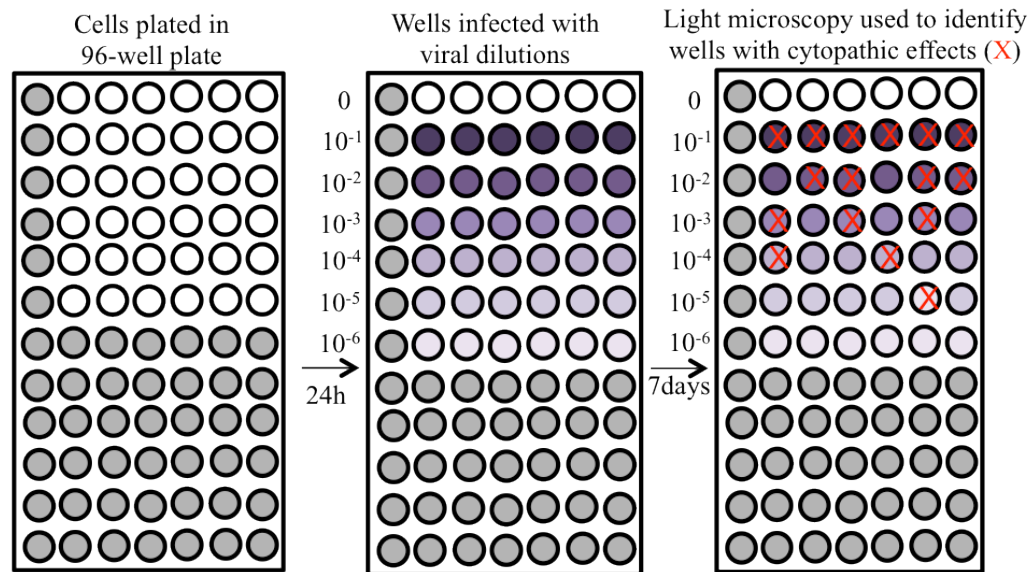 Cells plated in
96-well plate
Wells infected with
viral dilutions
Light microscopy used to identify
wells with cytopathic effects (X)
0
10⁻¹
10⁻²
10⁻³
10⁻⁴
10⁻⁵
10⁻⁶
24h
0
10⁻¹
X X X X X X
10⁻²
X X X X
10⁻³
X X X
10⁻⁴
X X
10⁻⁵
X
10⁻⁶
7days